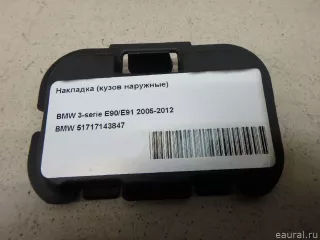 Накладка (кузов наружные)
BMW 3-serie E90/E91 2005-2012
BMW 51717143847
eaural.ru